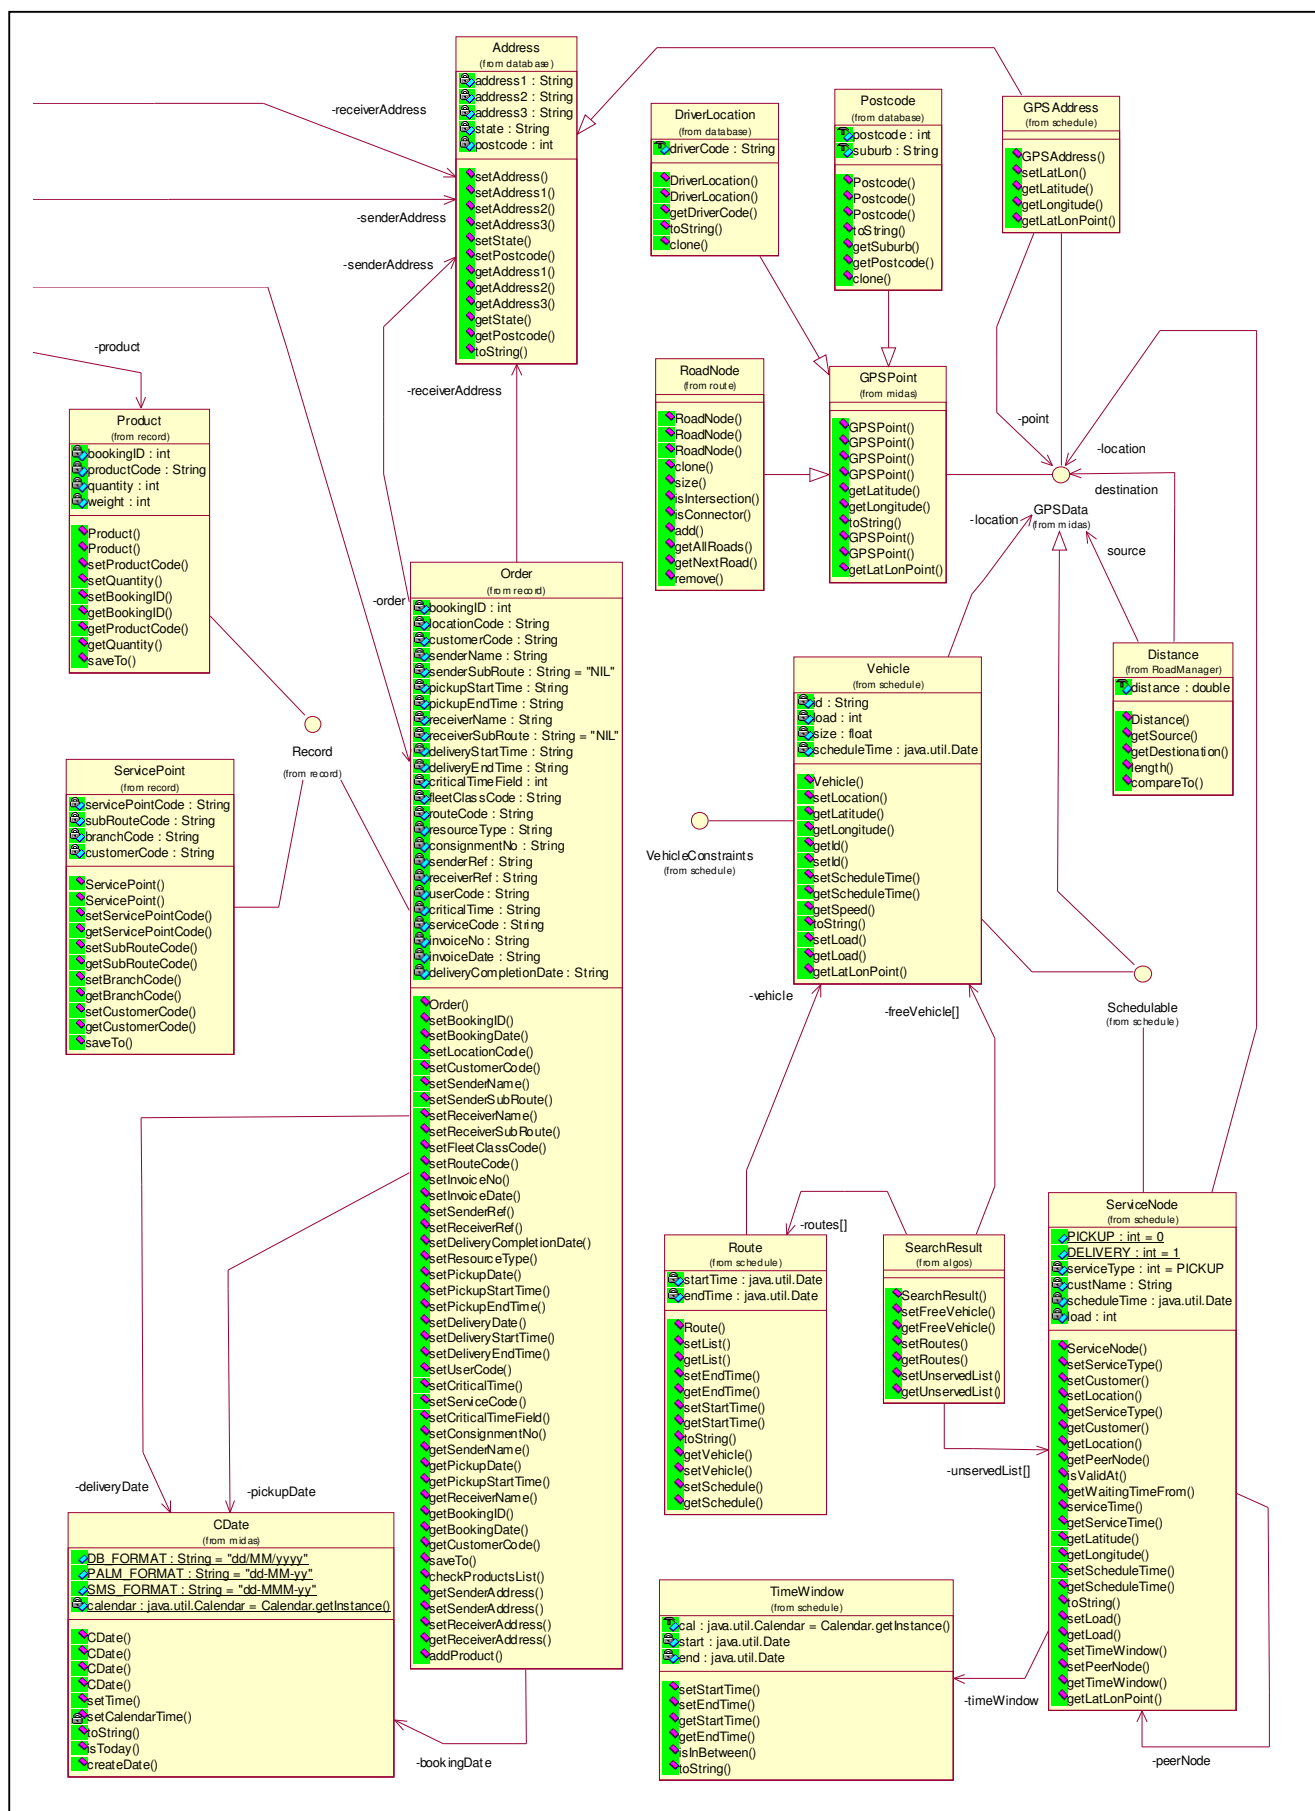 Address
(from database)
address1 : String
address2 : String
address3 : String
state : String
postcode : int
setAddress()
setAddress1()
setAddress2()
setAddress3()
setState()
setPostcode()
getAddress1()
getAddress2()
getAddress3()
getState()
getPostcode()
toString()
-receiverAddress
-senderAddress
-senderAddress
-receiverAddress
DriverLocation
(from database)
driverCode : String
DriverLocation()
DriverLocation()
getDriverCode()
toString()
clone()
Postcode
(from database)
postcode : int
suburb : String
Postcode()
Postcode()
Postcode()
toString()
getSuburb()
getPostcode()
clone()
GPSAddress
(from schedule)
GPSAddress()
setLatLon()
getLatitude()
getLongitude()
getLatLonPoint()
-product
Product
(from record)
bookingID : int
productCode : String
quantity : int
weight : int
Product()
Product()
setProductCode()
setQuantity()
setBookingID()
getBookingID()
getProductCode()
getQuantity()
saveTo()
RoadNode
(from route)
RoadNode()
RoadNode()
RoadNode()
clone()
size()
isIntersection()
isConnector()
add()
getAllRoads()
getNextRoad()
remove()
GPSPoint
(from midas)
GPSPoint()
GPSPoint()
GPSPoint()
GPSPoint()
getLatitude()
getLongitude()
toString()
GPSPoint()
GPSPoint()
getLatLonPoint()
-point
-location
destination
-location
GPSData
(from midas)
source
-order
Order
(from record)
bookingID : int
locationCode : String
customerCode : String
senderName : String
senderSubRoute : String = "NIL"
pickupStartTime : String
pickupEndTime : String
receiverName : String
receiverSubRoute : String = "NIL"
deliveryStartTime : String
deliveryEndTime : String
criticalTimeField : int
fleetClassCode : String
routeCode : String
resourceType : String
consignmentNo : String
senderRef : String
receiverRef : String
userCode : String
criticalTime : String
serviceCode : String
invoiceNo : String
invoiceDate : String
deliveryCompletionDate : String
Order()
setBookingID()
setBookingDate()
setLocationCode()
setCustomerCode()
setSenderName()
setSenderSubRoute()
setReceiverName()
setReceiverSubRoute()
setFleetClassCode()
setRouteCode()
setInvoiceNo()
setInvoiceDate()
setSenderRef()
setReceiverRef()
setDeliveryCompletionDate()
setResourceType()
setPickupDate()
setPickupStartTime()
setPickupEndTime()
setDeliveryDate()
setDeliveryStartTime()
setDeliveryEndTime()
setUserCode()
setCriticalTime()
setServiceCode()
setCriticalTimeField()
setConsignmentNo()
getSenderName()
getPickupDate()
getPickupStartTime()
getReceiverName()
getBookingID()
getBookingDate()
getCustomerCode()
saveTo()
checkProductsList()
getSenderAddress()
setSenderAddress()
setReceiverAddress()
getReceiverAddress()
addProduct()
Record
(from record)
ServicePoint
(from record)
servicePointCode : String
subRouteCode : String
branchCode : String
customerCode : String
ServicePoint()
ServicePoint()
setServicePointCode()
getServicePointCode()
setSubRouteCode()
getSubRouteCode()
setBranchCode()
getBranchCode()
setCustomerCode()
getCustomerCode()
saveTo()
Vehicle
(from schedule)
id : String
load : int
size : float
scheduleTime : java.util.Date
Vehicle()
setLocation()
getLatitude()
getLongitude()
getId()
setId()
setScheduleTime()
getScheduleTime()
getSpeed()
toString()
setLoad()
getLoad()
getLatLonPoint()
Distance
(from RoadManager)
distance : double
Distance()
getSource()
getDestionation()
length()
compareTo()
VehicleConstraints
(from schedule)
Schedulable
(from schedule)
-vehicle
-freeVehicle[]
-routes[]
Route
(from schedule)
startTime : java.util.Date
endTime : java.util.Date
Route()
setList()
getList()
setEndTime()
getEndTime()
setStartTime()
getStartTime()
toString()
getVehicle()
setVehicle()
setSchedule()
getSchedule()
SearchResult
(from algos)
SearchResult()
setFreeVehicle()
getFreeVehicle()
setRoutes()
getRoutes()
setUnservedList()
getUnservedList()
-unservedList[]
ServiceNode
(from schedule)
PICKUP : int = 0
DELIVERY : int = 1
serviceType : int = PICKUP
custName : String
scheduleTime : java.util.Date
load : int
ServiceNode()
setServiceType()
setCustomer()
setLocation()
getServiceType()
getCustomer()
getLocation()
getPeerNode()
isValidAt()
getWaitingTimeFrom()
serviceTime()
getServiceTime()
getLatitude()
getLongitude()
setScheduleTime()
getScheduleTime()
toString()
setLoad()
getLoad()
setTimeWindow()
setPeerNode()
getTimeWindow()
getLatLonPoint()
-deliveryDate
-pickupDate
CDate
(from midas)
DB_FORMAT : String = "dd/MM/yyyy"
PALM_FORMAT : String = "dd-MM-yy"
SMS_FORMAT : String = "dd-MMM-yy"
calendar : java.util.Calendar = Calendar.getInstance()
CDate()
CDate()
CDate()
CDate()
setTime()
setCalendarTime()
toString()
isToday()
createDate()
-bookingDate
TimeWindow
(from schedule)
cal : java.util.Calendar = Calendar.getInstance()
start : java.util.Date
end : java.util.Date
setStartTime()
setEndTime()
getStartTime()
getEndTime()
isInBetween()
toString()
-timeWindow
-peerNode